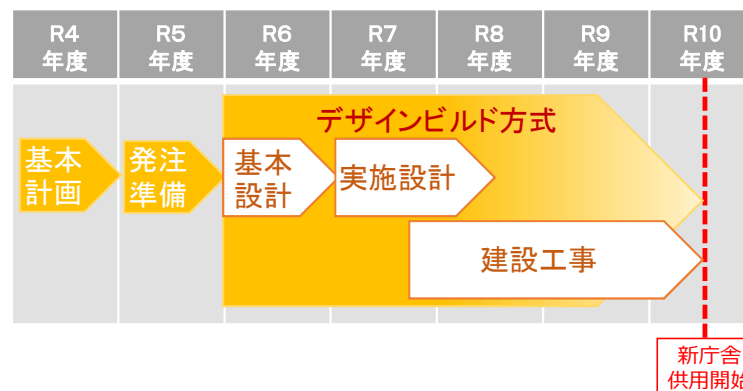 R4
年度
R5
年度
R6
年度
R7
年度
R8
年度
R9
年度
R10
年度
デザインビルド方式
基本
計画
発注
準備
基本
設計
実施設計
建設工事
新庁舎
供用開始